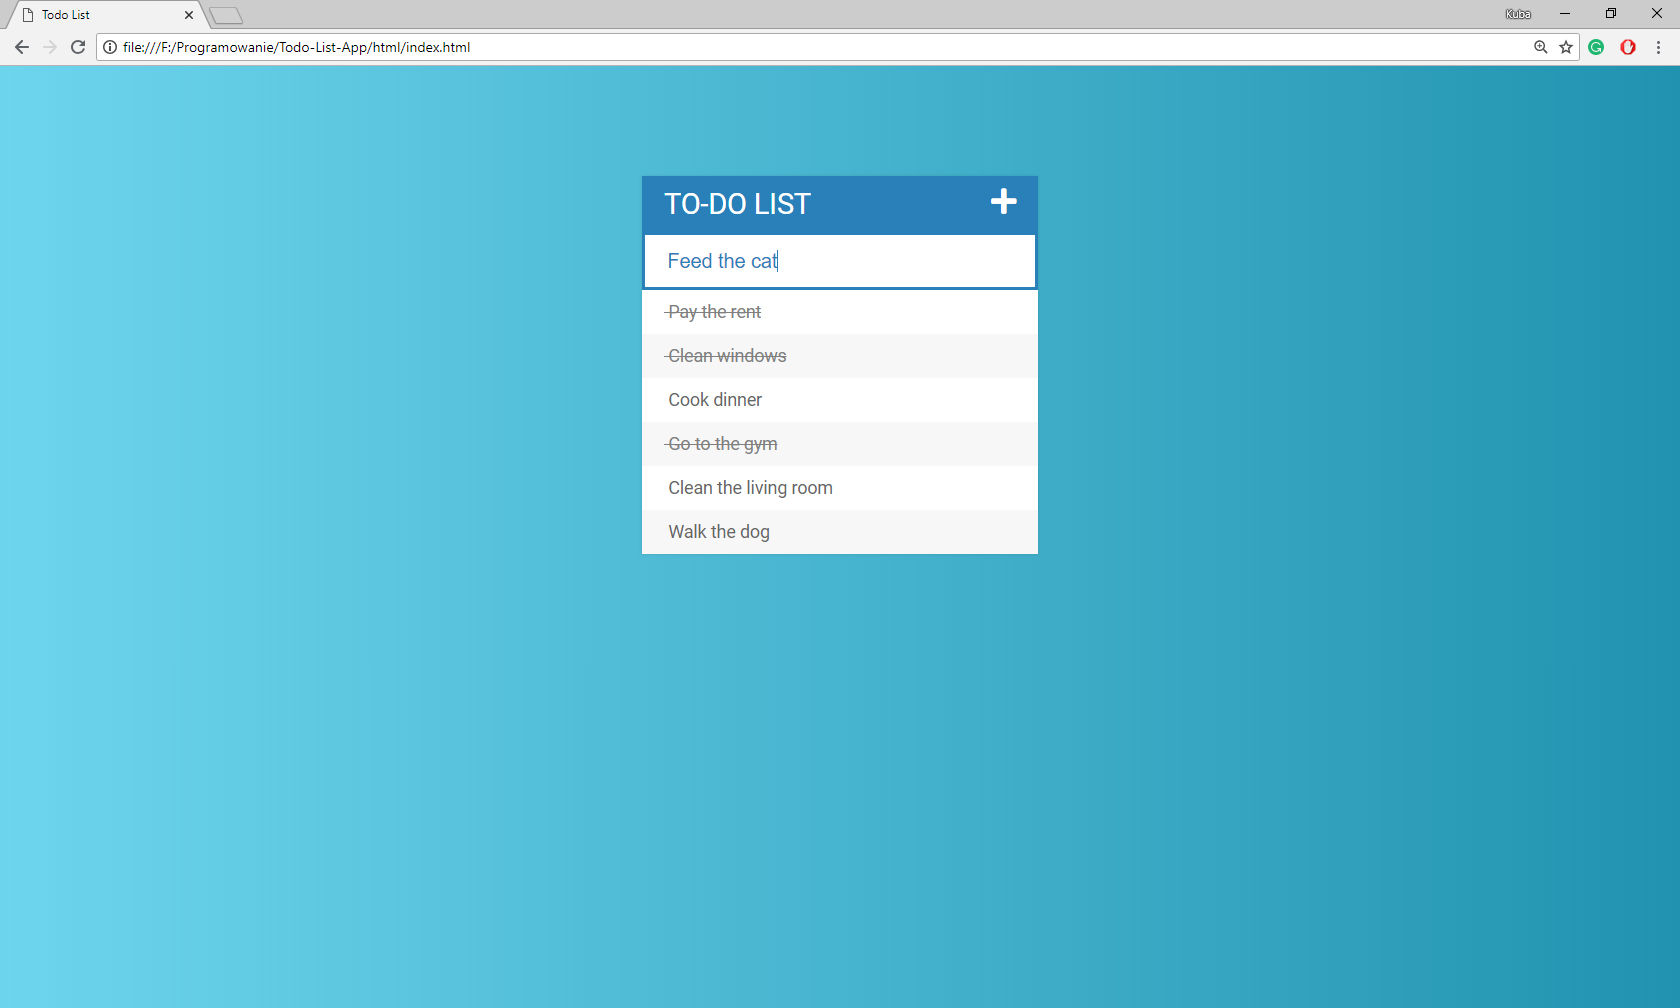 Todo List
Kuba
file:///F:/Programowanie/Todo-List-App/html/index.html
TO-DO LIST
Feed the cat
Pay the rent
Clean windows
Cook dinner
Go to the gym
Clean the living room
Walk the dog